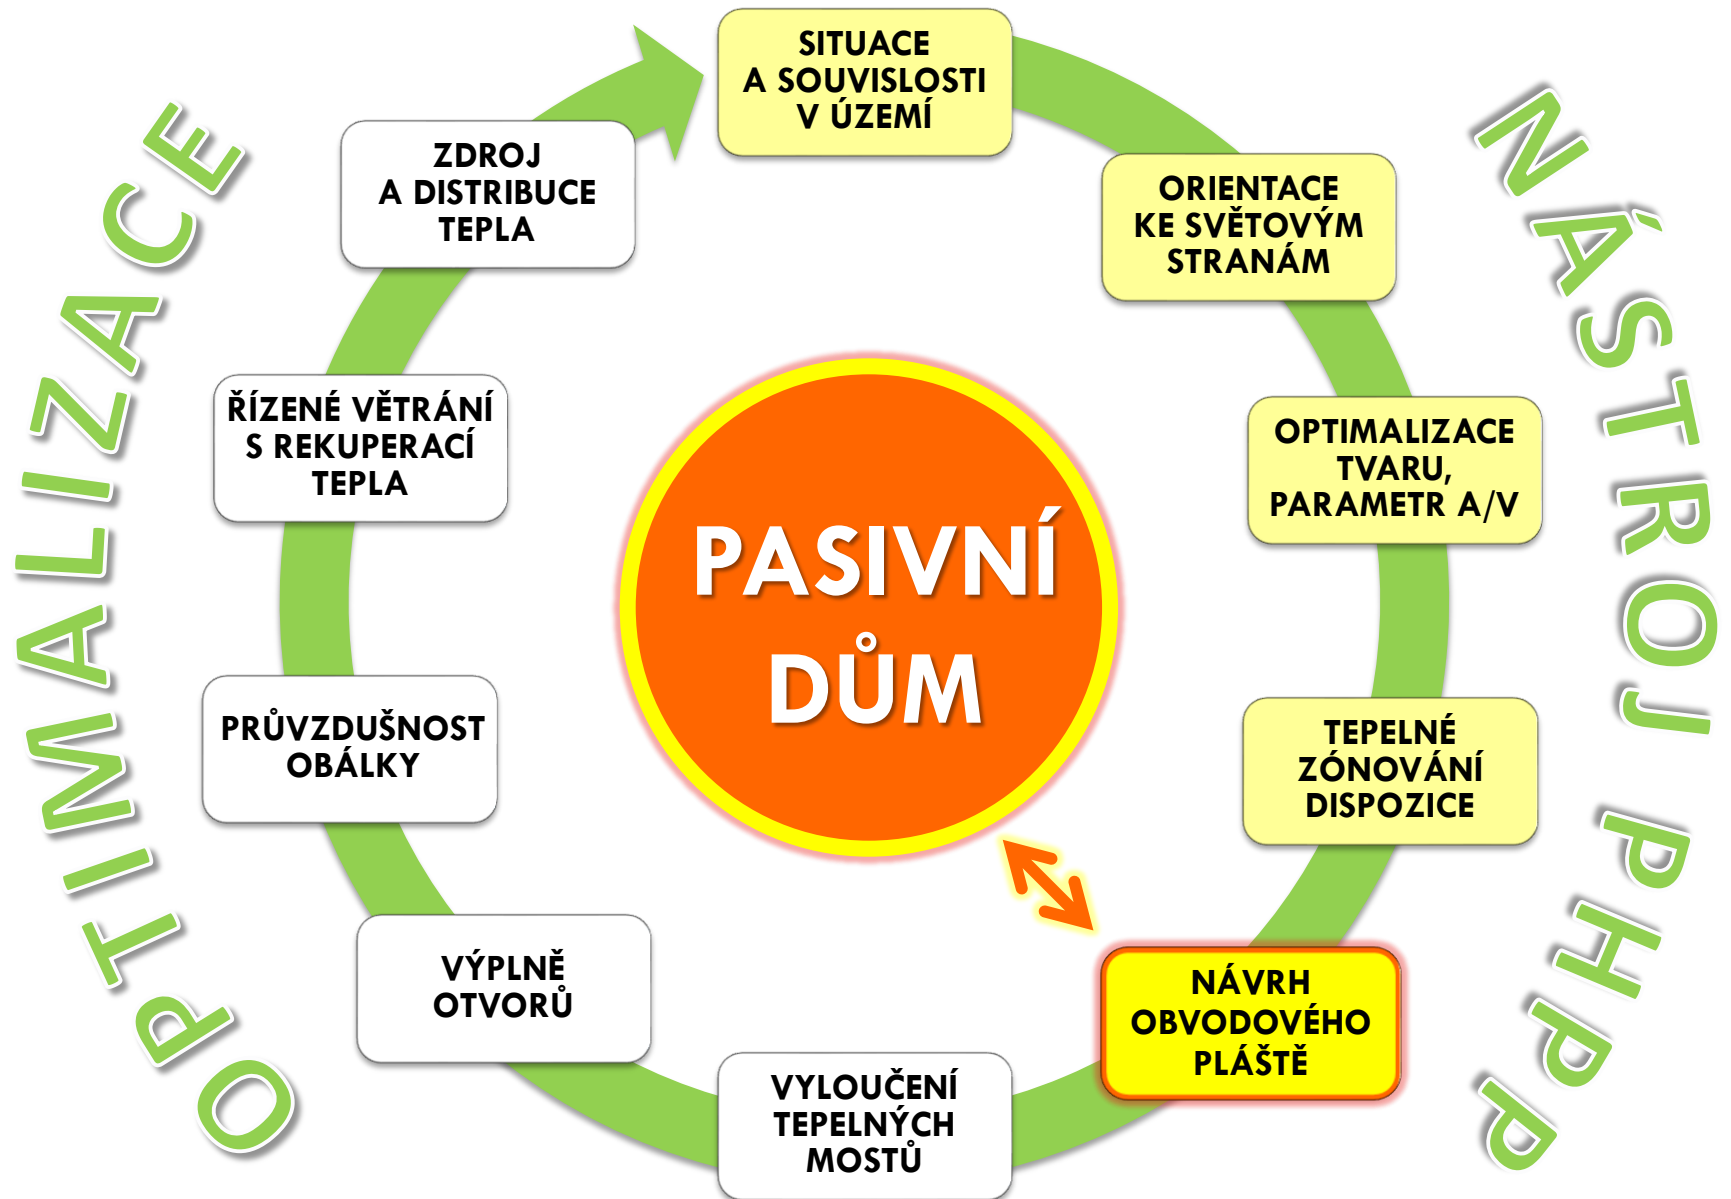 SITUACE
A SOUVISLOSTI
V ÚZEMÍ
ORIENTACE
KE SVĚTOVÝM
STRANÁM
OPTIMALIZACE
TVARU,
PARAMETR A/V
TEPELNÉ
ZÓNOVÁNÍ
DISPOZICE
NÁVRH
OBVODOVÉHO
PLÁŠTĚ
VYLOUČENÍ
TEPELNÝCH
MOSTŮ
VÝPLNĚ
OTVORŮ
PRŮVZDUŠNOST
OBÁLKY
ŘÍZENÉ VĚTRÁNÍ
S REKUPERACÍ
TEPLA
ZDROJ
A DISTRIBUCE
TEPLA
PASIVNÍ
DŮM
OPTIMALIZACE
NÁSTROJ PHPP